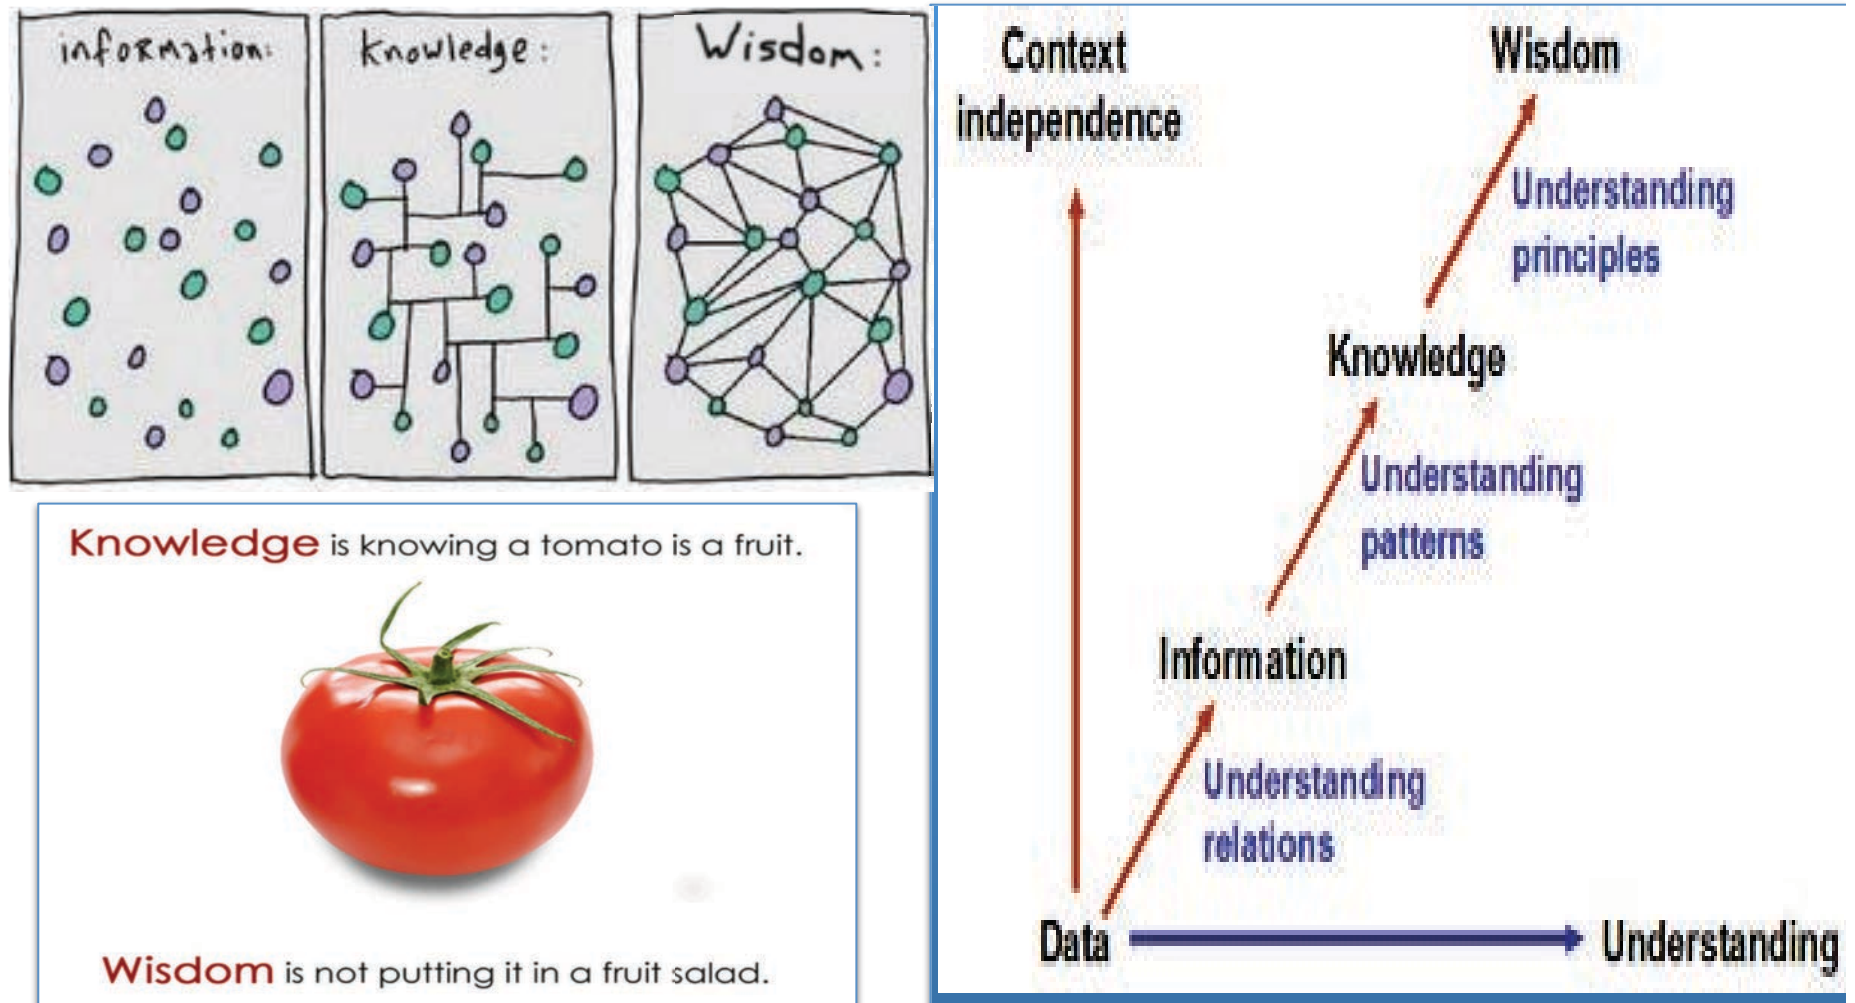 information:
knowledge:
Wisdom:
Knowledge is knowing a tomato is a fruit.
Wisdom is not putting it in a fruit salad.
Context
independence
Wisdom
Understanding
principles
Knowledge
Understanding
patterns
Information
Understanding
relations
Data
Understanding